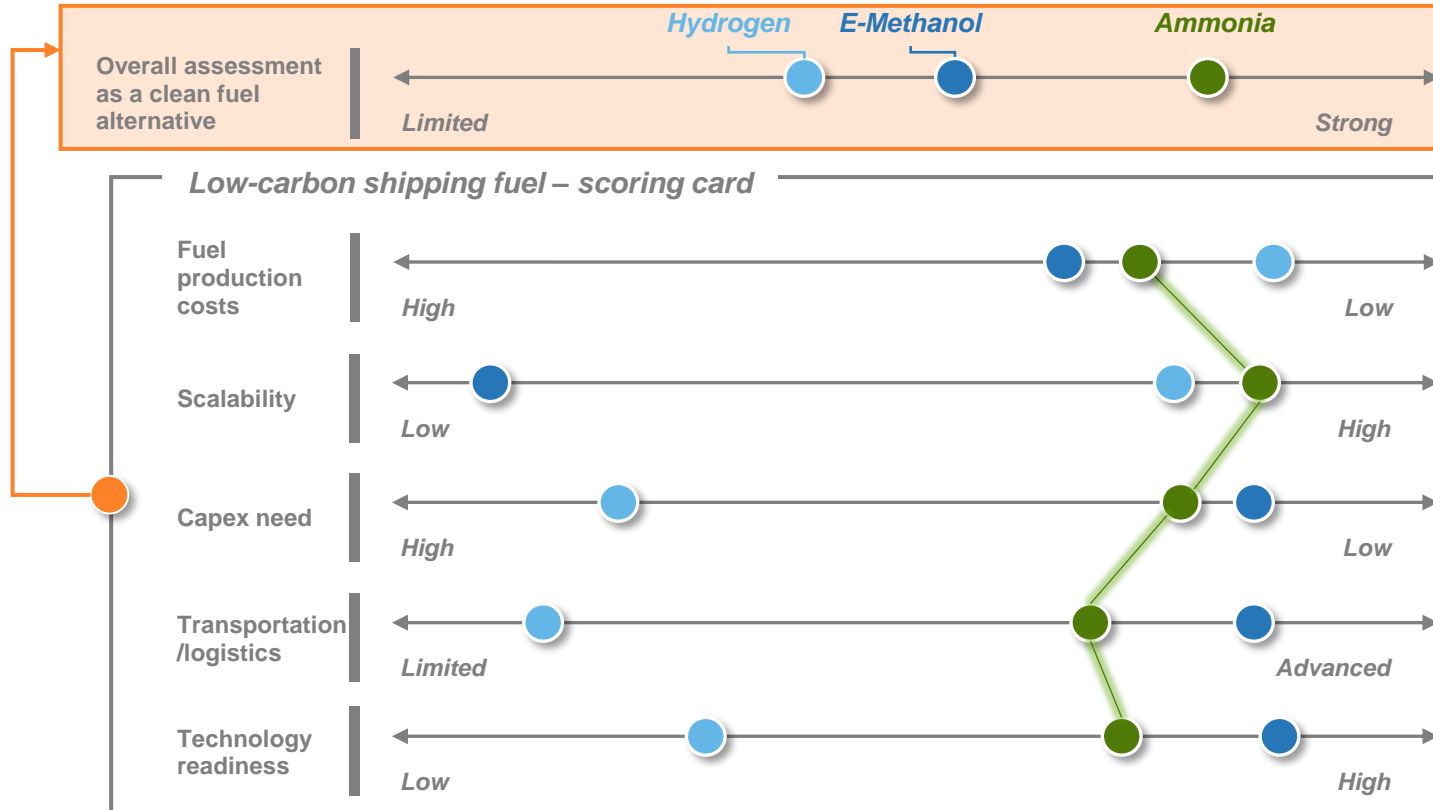 Hydrogen E-Methanol Ammonia
Overall assessment
as a clean fuel
alternative
Limited Strong
Low-carbon shipping fuel – scoring card
Fuel
production
costs
High Low
Scalability
Low High
Capex need
High Low
Transportation
/logistics
Limited Advanced
Technology
readiness
Low High